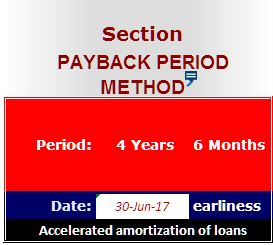 Section
PAYBACK PERIOD
METHOD
Period: 4 Years 6 Months
Date: 30-Jun-17 earliness
Accelerated amortization of loans